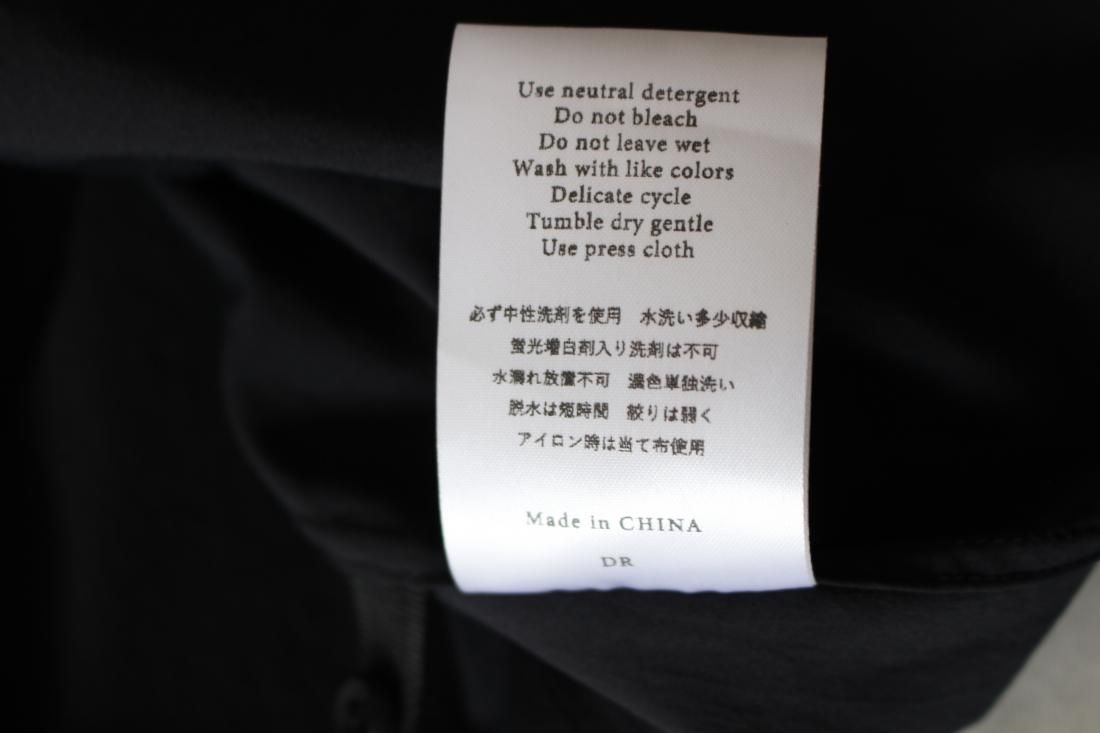 Use neutral detergent
Do not bleach
Do not leave wet
Wash with like colors
Delicate cycle
Tumble dry gentle
Use press cloth
必ず中性洗剤を使用　水洗い多少収縮
蛍光増白剤入り洗剤は不可
水濡れ放置不可　濃色単独洗い
脱水は短時間　絞りは弱く
アイロン時は当て布使用
Made in CHINA
DR